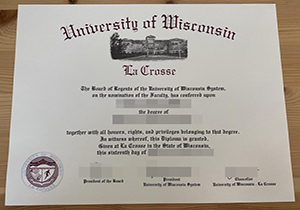 University of Wisconsin
La Crosse
The Board of Regents of the University of Wisconsin System,
on the nomination of the Faculty, has conferred upon
the degree of
together with all honors, rights, and privileges belonging to that degree.
In witness whereof, this Diploma is granted.
Given at La Crosse in the State of Wisconsin,
this sixteenth day of
President of the Board
President
University of Wisconsin System
Chancellor
University of Wisconsin - La Crosse